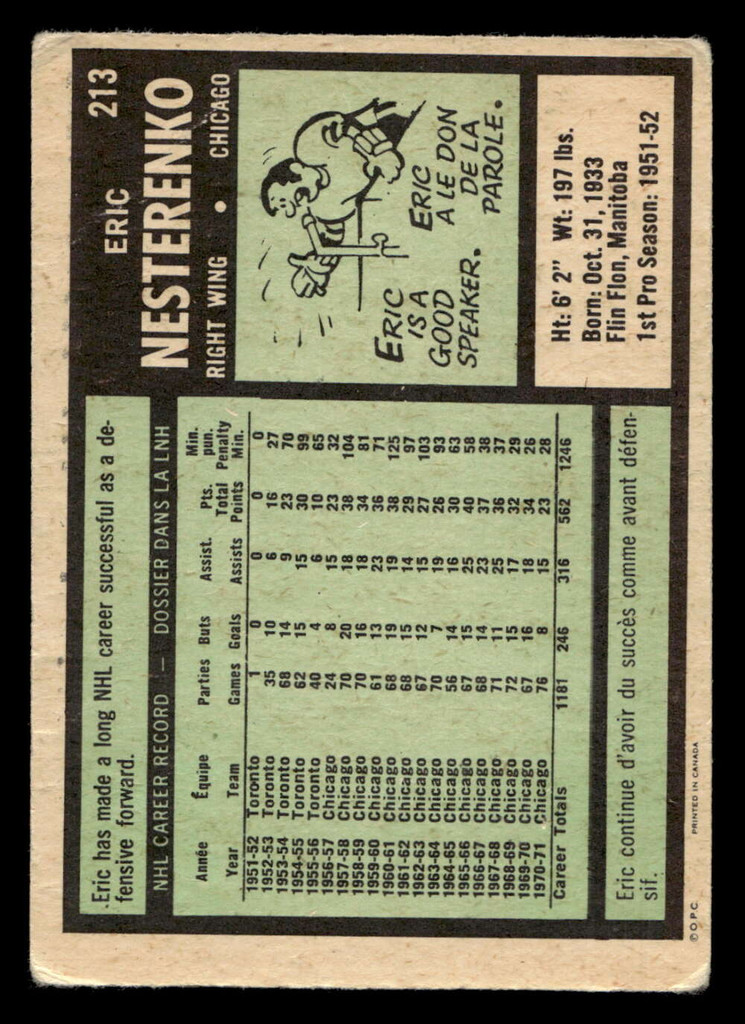 Eric has made a long NHL career successful as a de-
fensive forward.
NHL CAREER RECORD – DOSSIER DANS LA LNH
Année Équipe Parties Buts Assist. Pts. Min. pun.
Year Team Games Goals Assists Total Points Penalty Min.
1951-52 Toronto 1 0 0 0 0
1952-53 Toronto 35 10 6 16 27
1953-54 Toronto 68 14 9 23 70
1954-55 Toronto 62 15 15 30 99
1955-56 Toronto 40 4 6 10 65
1956-57 Chicago 24 8 15 23 32
1957-58 Chicago 70 20 18 38 104
1958-59 Chicago 70 16 18 34 81
1959-60 Chicago 61 13 23 36 71
1960-61 Chicago 68 19 19 38 125
1961-62 Chicago 68 15 14 29 97
1962-63 Chicago 67 12 15 27 103
1963-64 Chicago 70 7 19 26 93
1964-65 Chicago 56 14 16 30 63
1965-66 Chicago 67 15 25 40 58
1966-67 Chicago 68 14 23 37 38
1967-68 Chicago 71 11 25 36 37
1968-69 Chicago 72 15 17 32 29
1969-70 Chicago 67 16 18 34 26
1970-71 Chicago 76 8 15 23 28
Career Totals 1181 246 316 562 1246
Eric continue d'avoir du succès comme avant défen-
sif.
ERIC 213
NESTERENKO
RIGHT WING • CHICAGO
ERIC
IS A
GOOD
SPEAKER.
ERIC
A LE DON
DE LA
PAROLE.
Ht: 6' 2" Wt: 197 lbs.
Born: Oct. 31, 1933
Flin Flon, Manitoba
1st Pro Season: 1951-52
© O.P.C. PRINTED IN CANADA